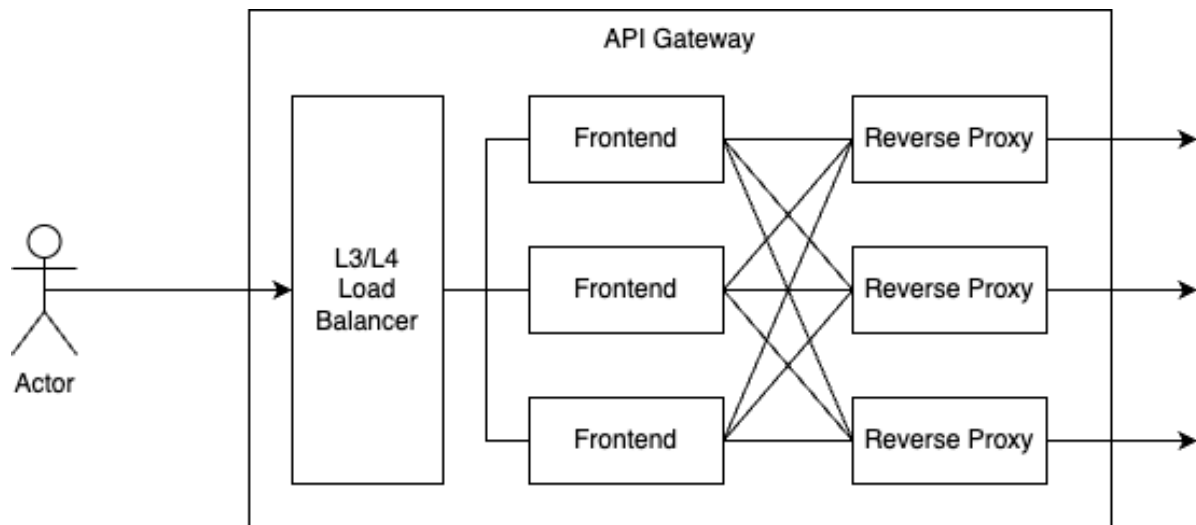 API Gateway
Frontend
Reverse Proxy
L3/L4
Load
Balancer
Frontend
Reverse Proxy
Actor
Frontend
Reverse Proxy